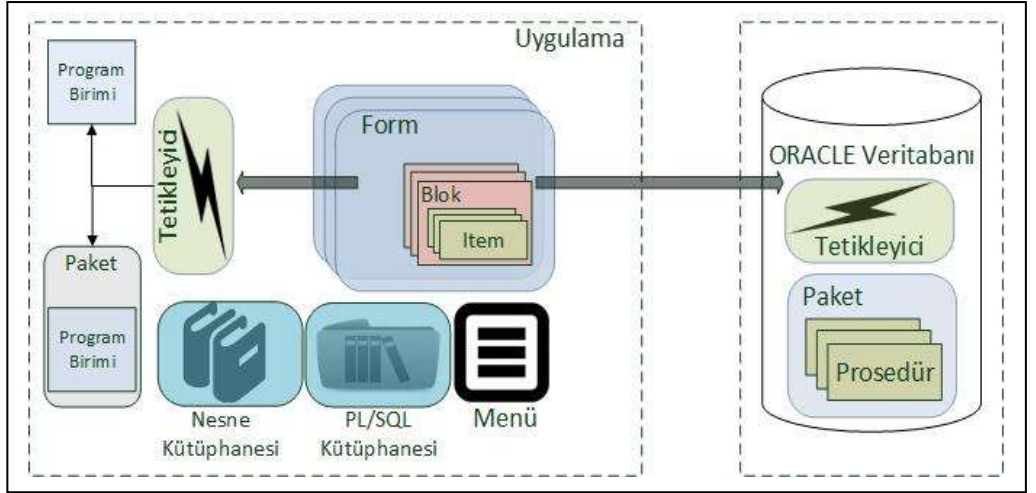 Uygulama
Program
Birimi
Tetikleyici
Form
Blok
Item
Paket
Program
Birimi
Nesne
Kütüphanesi
PL/SQL
Kütüphanesi
Menü
ORACLE Veritabanı
Tetikleyici
Paket
Prosedür